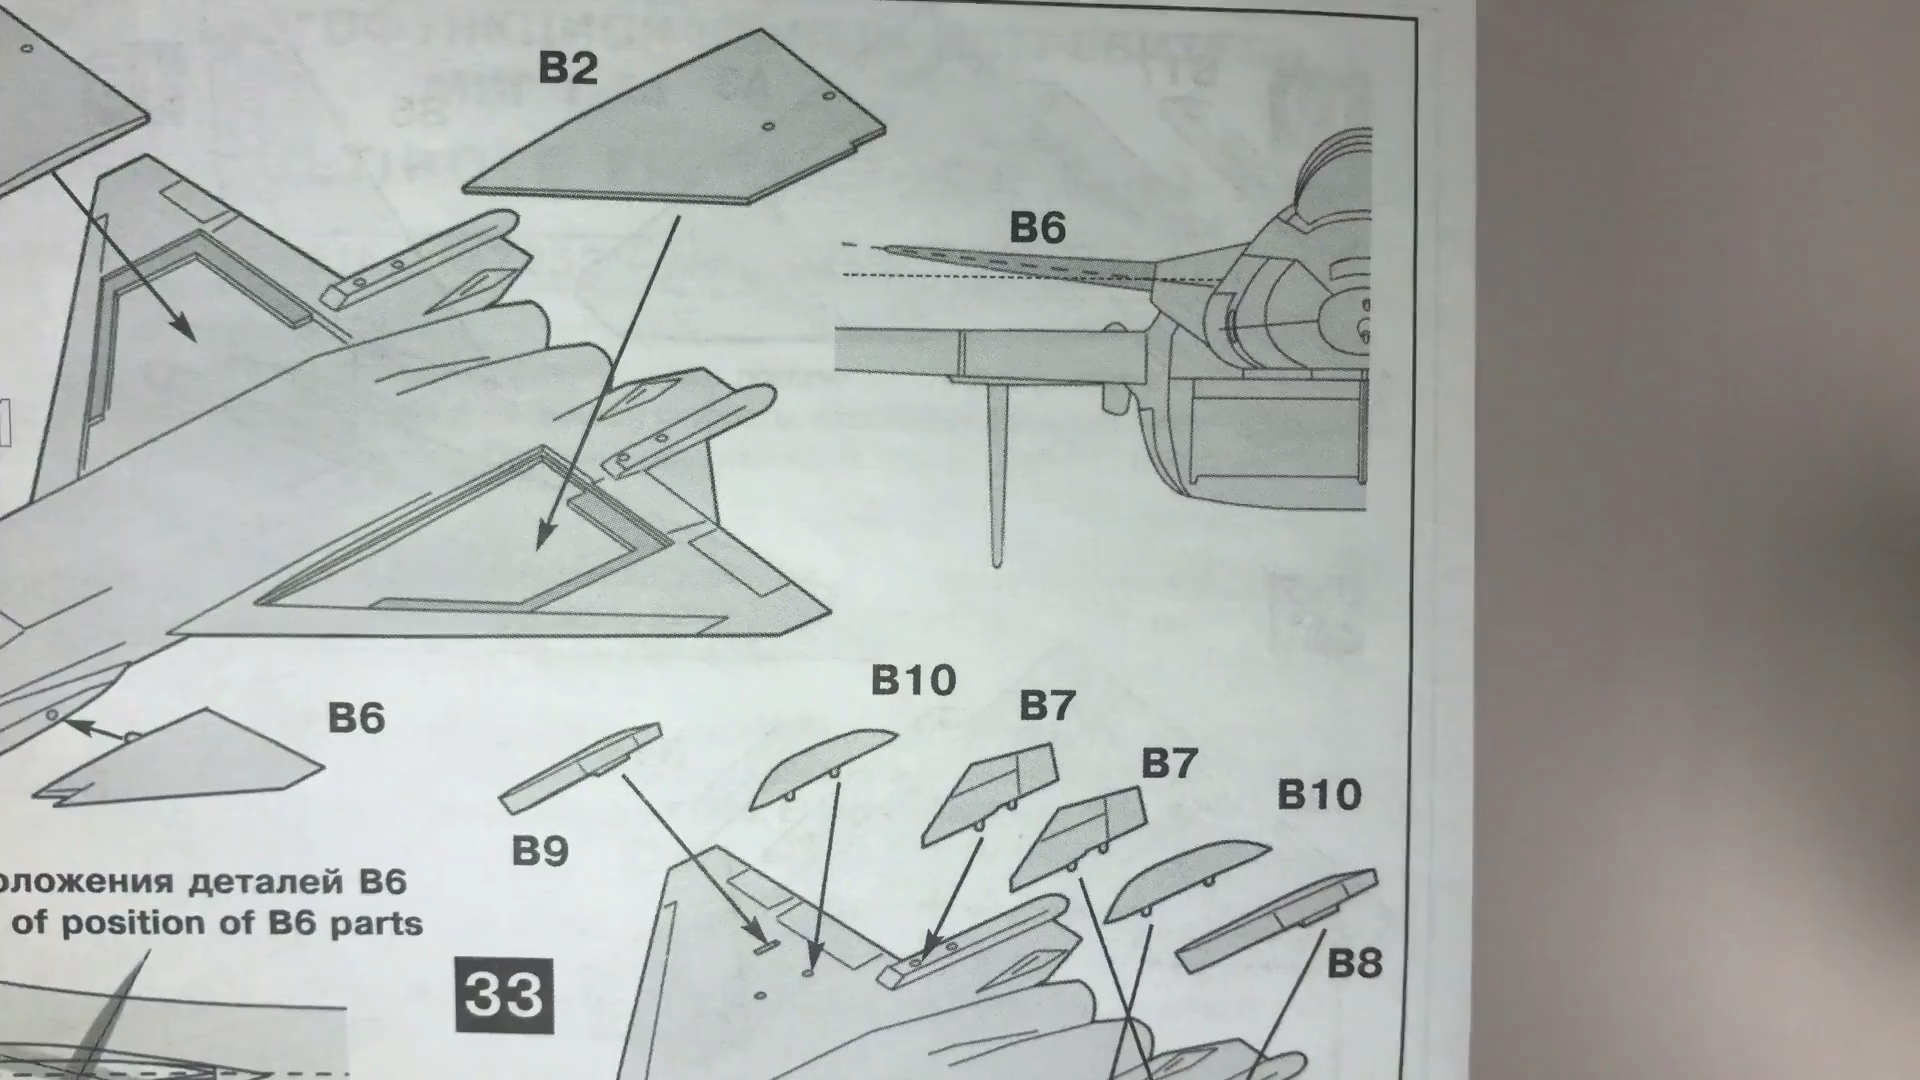 B2
B6
B6
B10
B7
B7
B10
B9
B8
оложения деталей B6
of position of B6 parts
33